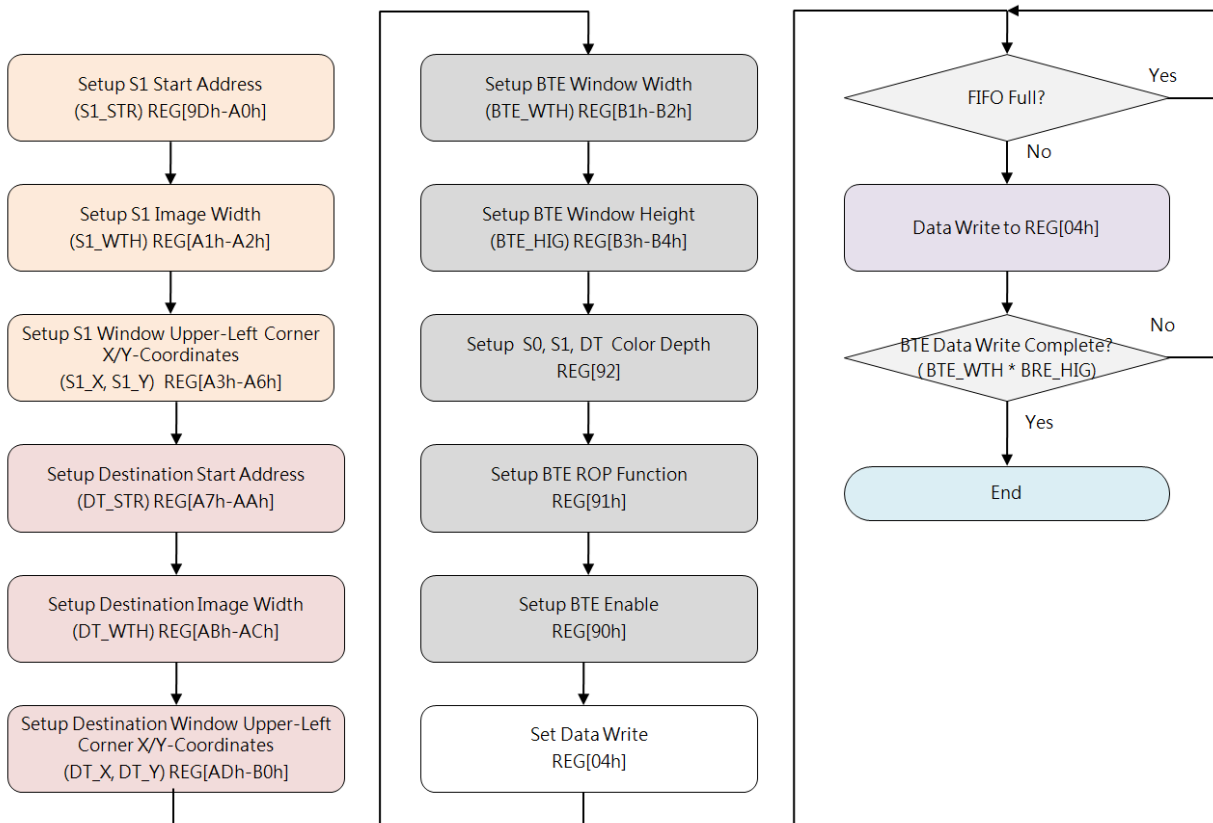 Setup S1 Start Address
(S1_STR) REG[9Dh-A0h]
Setup S1 Image Width
(S1_WTH) REG[A1h-A2h]
Setup S1 Window Upper-Left Corner
X/Y-Coordinates
(S1_X, S1_Y) REG[A3h-A6h]
Setup Destination Start Address
(DT_STR) REG[A7h-AAh]
Setup Destination Image Width
(DT_WTH) REG[ABh-ACh]
Setup Destination Window Upper-Left
Corner X/Y-Coordinates
(DT_X, DT_Y) REG[ADh-B0h]
Setup BTE Window Width
(BTE_WTH) REG[B1h-B2h]
Setup BTE Window Height
(BTE_HIG) REG[B3h-B4h]
Setup S0, S1, DT Color Depth
REG[92]
Setup BTE ROP Function
REG[91h]
Setup BTE Enable
REG[90h]
Set Data Write
REG[04h]
FIFO Full?
Yes
No
Data Write to REG[04h]
BTE Data Write Complete?
( BTE_WTH * BRE_HIG)
No
Yes
End